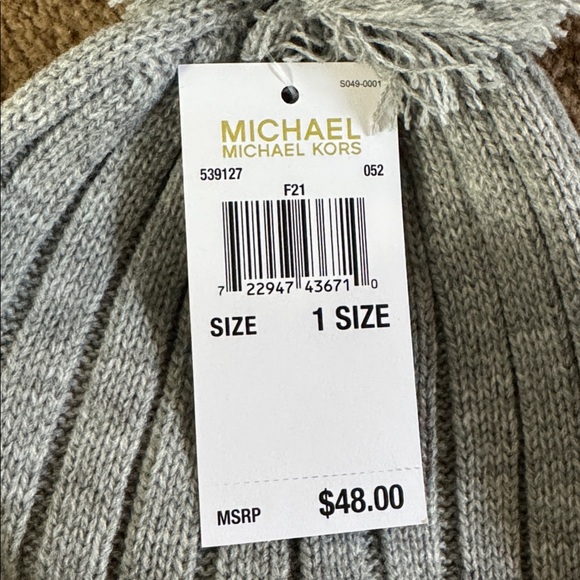 S049-0001
MICHAEL
MICHAEL KORS
539127 052
F21
7 22947 43671 0
SIZE 1 SIZE
MSRP $48.00